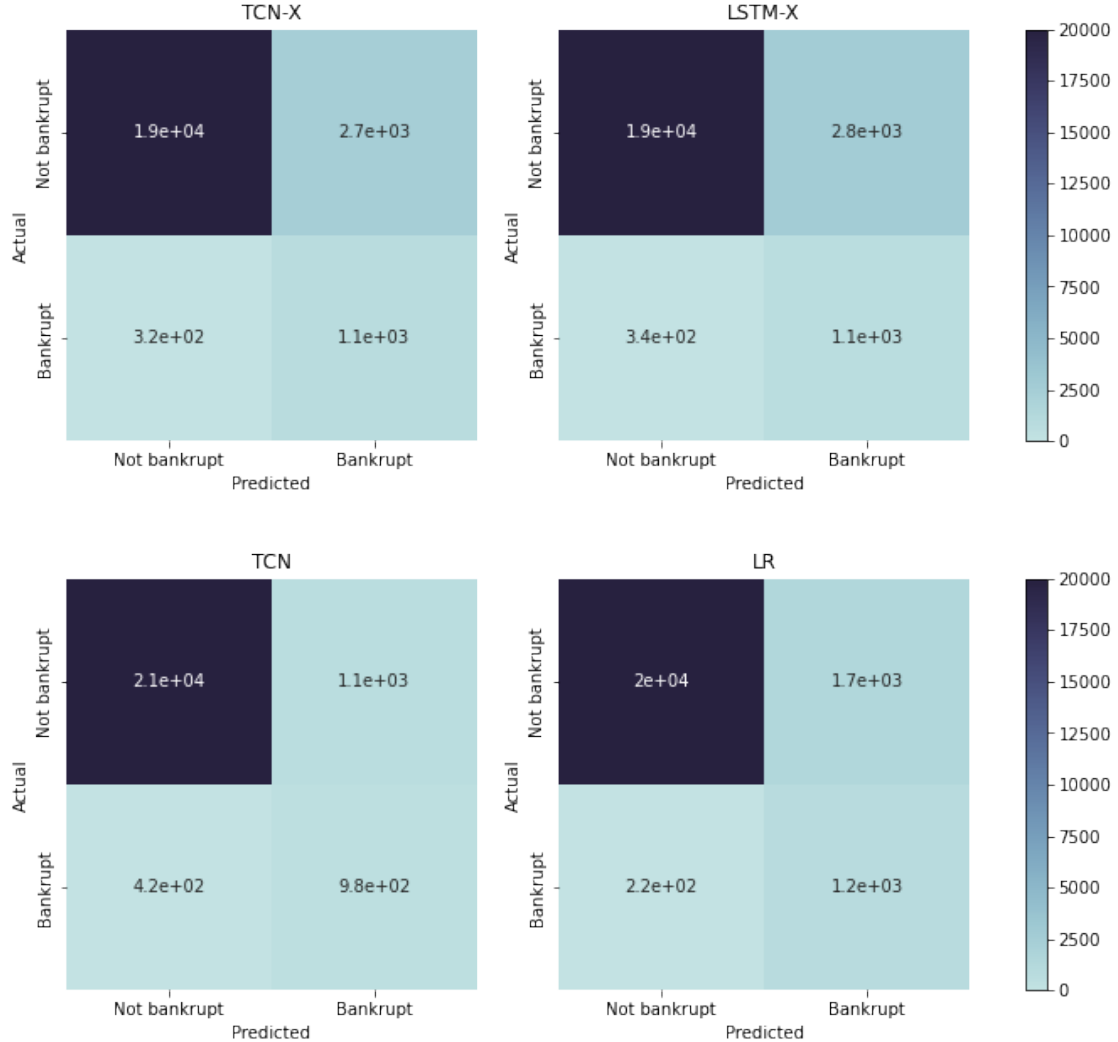 TCN-X
LSTM-X
Actual
Not bankrupt
Bankrupt
1.9e+04
2.7e+03
3.2e+02
1.1e+03
Not bankrupt
Bankrupt
Predicted
Actual
Not bankrupt
Bankrupt
1.9e+04
2.8e+03
3.4e+02
1.1e+03
Not bankrupt
Bankrupt
Predicted
20000
17500
15000
12500
10000
7500
5000
2500
0
TCN
LR
Actual
Not bankrupt
Bankrupt
2.1e+04
1.1e+03
4.2e+02
9.8e+02
Not bankrupt
Bankrupt
Predicted
Actual
Not bankrupt
Bankrupt
2e+04
1.7e+03
2.2e+02
1.2e+03
Not bankrupt
Bankrupt
Predicted
20000
17500
15000
12500
10000
7500
5000
2500
0